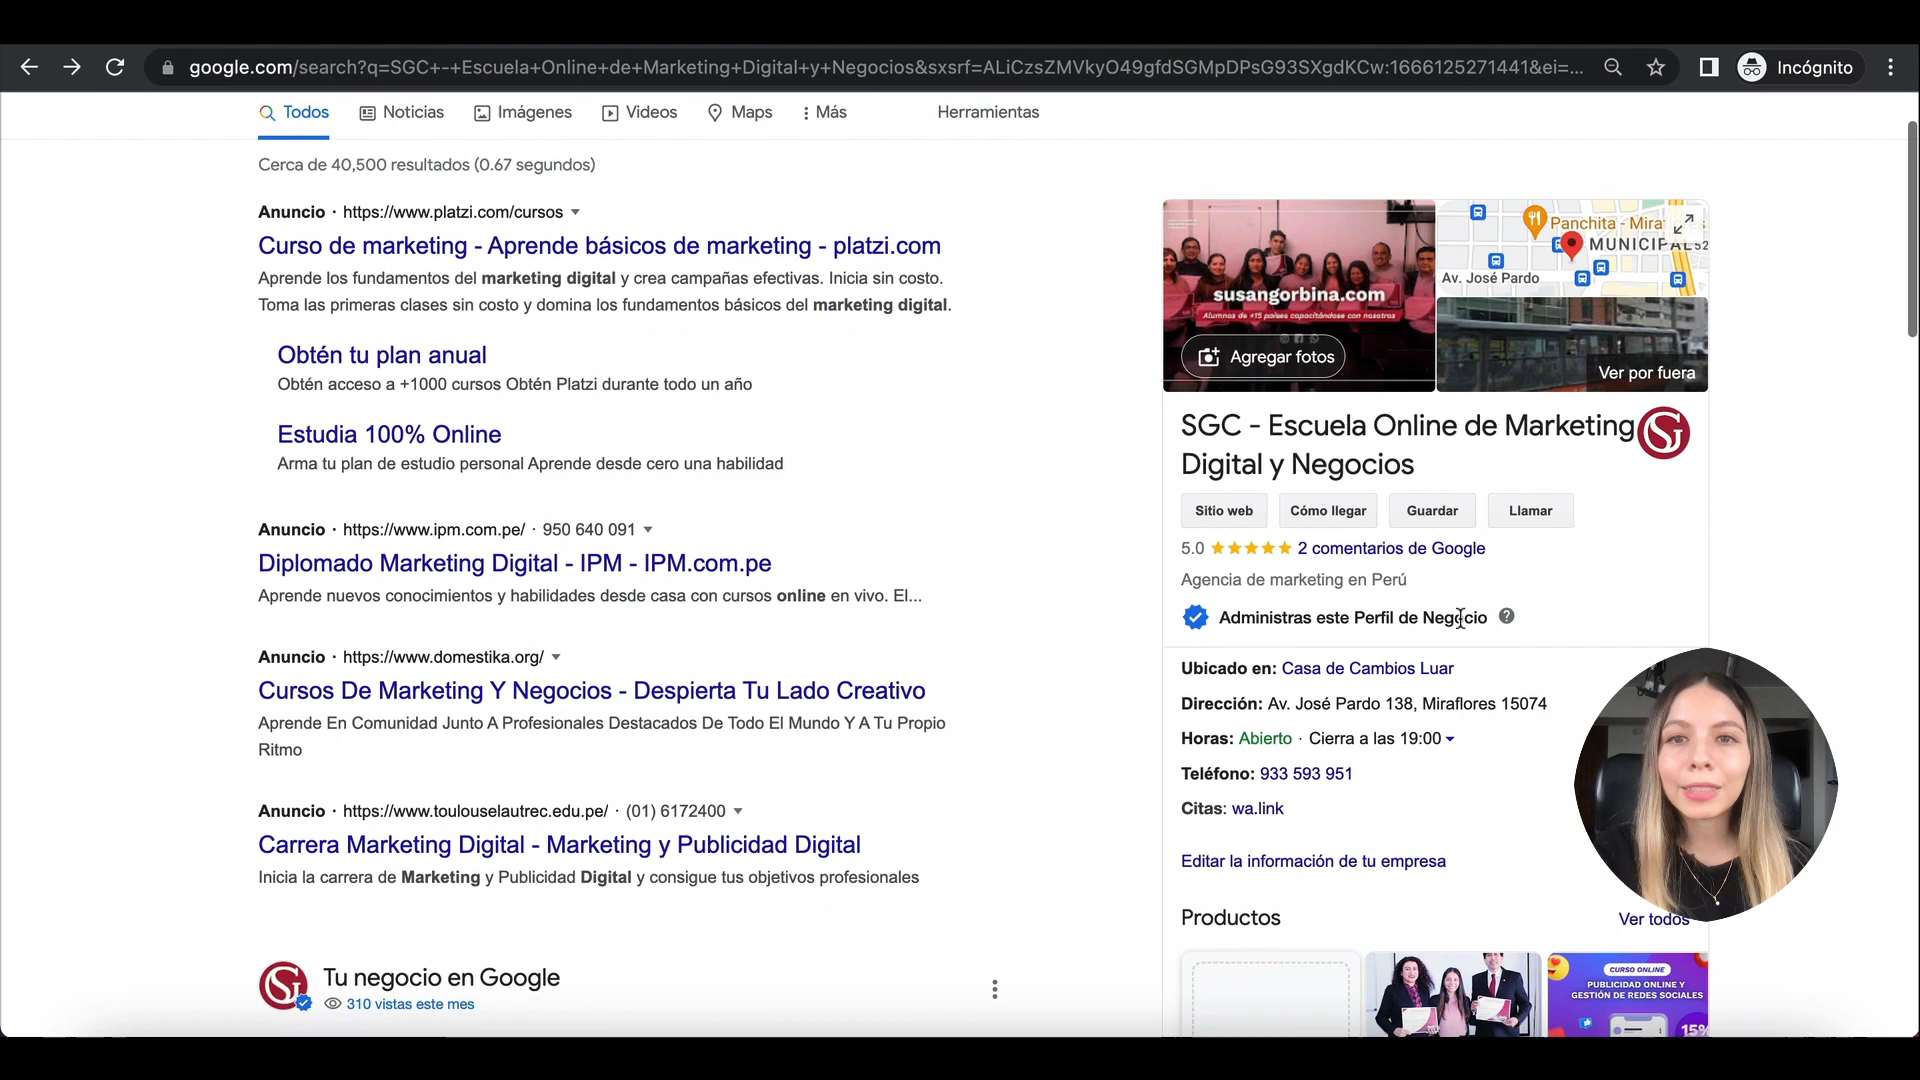 google.com/search?q=SGC+-+Escuela+Online+de+Marketing+Digital+y+Negocios&sxsrf=ALiCzsZMVkyO49gfdSGMpDPsG93SXgdKCw:1666125271441&ei=...
Incógnito
Todos
Noticias
Imágenes
Videos
Maps
Más
Herramientas
Cerca de 40,500 resultados (0.67 segundos)
Anuncio · https://www.platzi.com/cursos
Curso de marketing - Aprende básicos de marketing - platzi.com
Aprende los fundamentos del marketing digital y crea campañas efectivas. Inicia sin costo.
Toma las primeras clases sin costo y domina los fundamentos básicos del marketing digital.
Obtén tu plan anual
Obtén acceso a +1000 cursos Obtén Platzi durante todo un año
Estudia 100% Online
Arma tu plan de estudio personal Aprende desde cero una habilidad
Anuncio · https://www.ipm.com.pe/ · 950 640 091
Diplomado Marketing Digital - IPM - IPM.com.pe
Aprende nuevos conocimientos y habilidades desde casa con cursos online en vivo. El...
Anuncio · https://www.domestika.org/
Cursos De Marketing Y Negocios - Despierta Tu Lado Creativo
Aprende En Comunidad Junto A Profesionales Destacados De Todo El Mundo Y A Tu Propio
Ritmo
Anuncio · https://www.toulouselautrec.edu.pe/ · (01) 6172400
Carrera Marketing Digital - Marketing y Publicidad Digital
Inicia la carrera de Marketing y Publicidad Digital y consigue tus objetivos profesionales
Tu negocio en Google
310 vistas este mes
susangorbina.com
Alumnos de +15 países capacitándose con nosotros
Agregar fotos
Panchita - Mira
MUNICIPAL
Av. José Pardo
Ver por fuera
SGC - Escuela Online de Marketing
Digital y Negocios
Sitio web
Cómo llegar
Guardar
Llamar
5.0
2 comentarios de Google
Agencia de marketing en Perú
Administras este Perfil de Negocio
Ubicado en: Casa de Cambios Luar
Dirección: Av. José Pardo 138, Miraflores 15074
Horas: Abierto · Cierra a las 19:00
Teléfono: 933 593 951
Citas: wa.link
Editar la información de tu empresa
Productos
Ver todos
CURSO ONLINE
PUBLICIDAD ONLINE Y
GESTIÓN DE REDES SOCIALES
15%